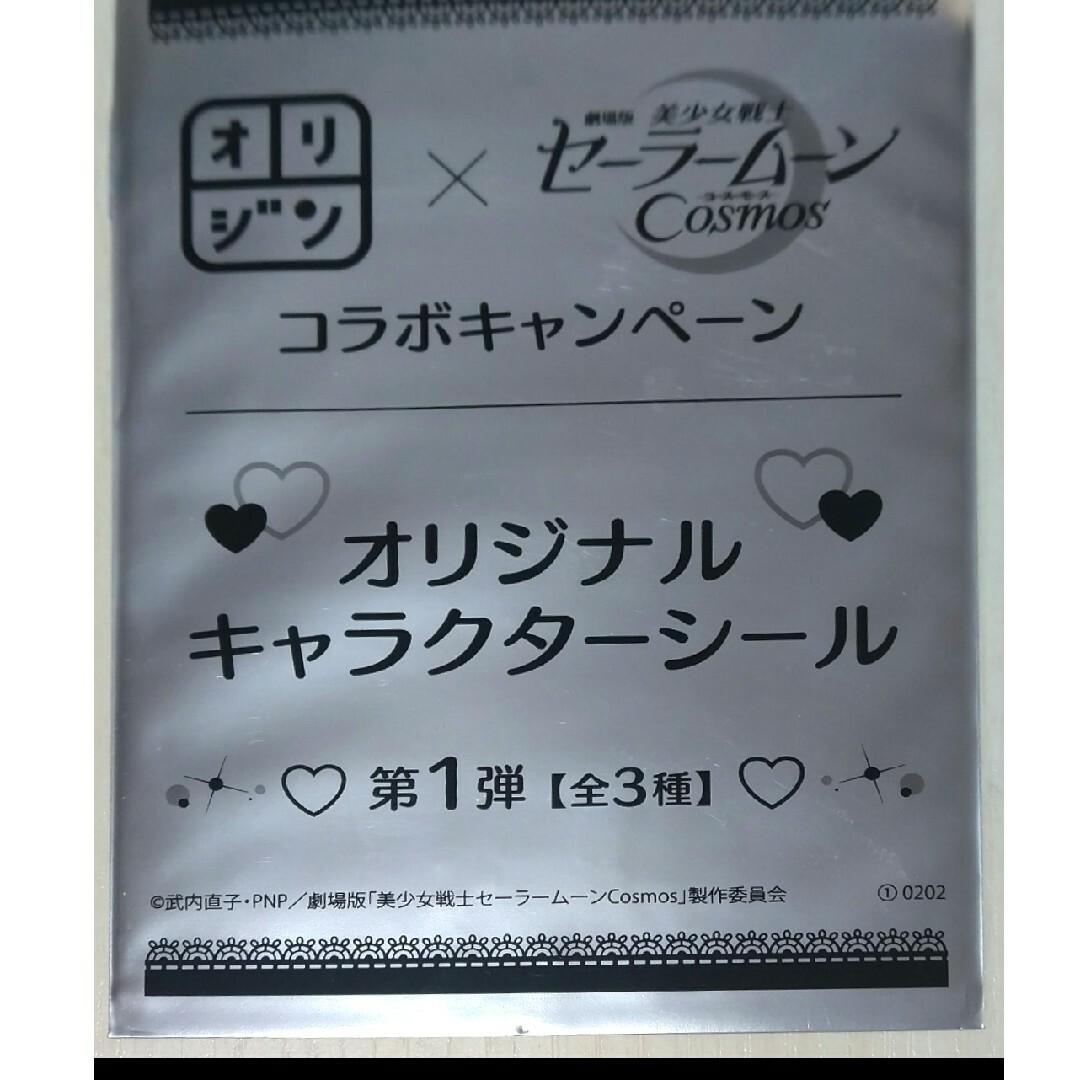 オリ
ジン
×
劇場版 美少女戦士
セーラームーン
コスモス
Cosmos
コラボキャンペーン
オリジナル
キャラクターシール
第1弾【全3種】
©武内直子・PNP／劇場版「美少女戦士セーラームーンCosmos」製作委員会
① 0202